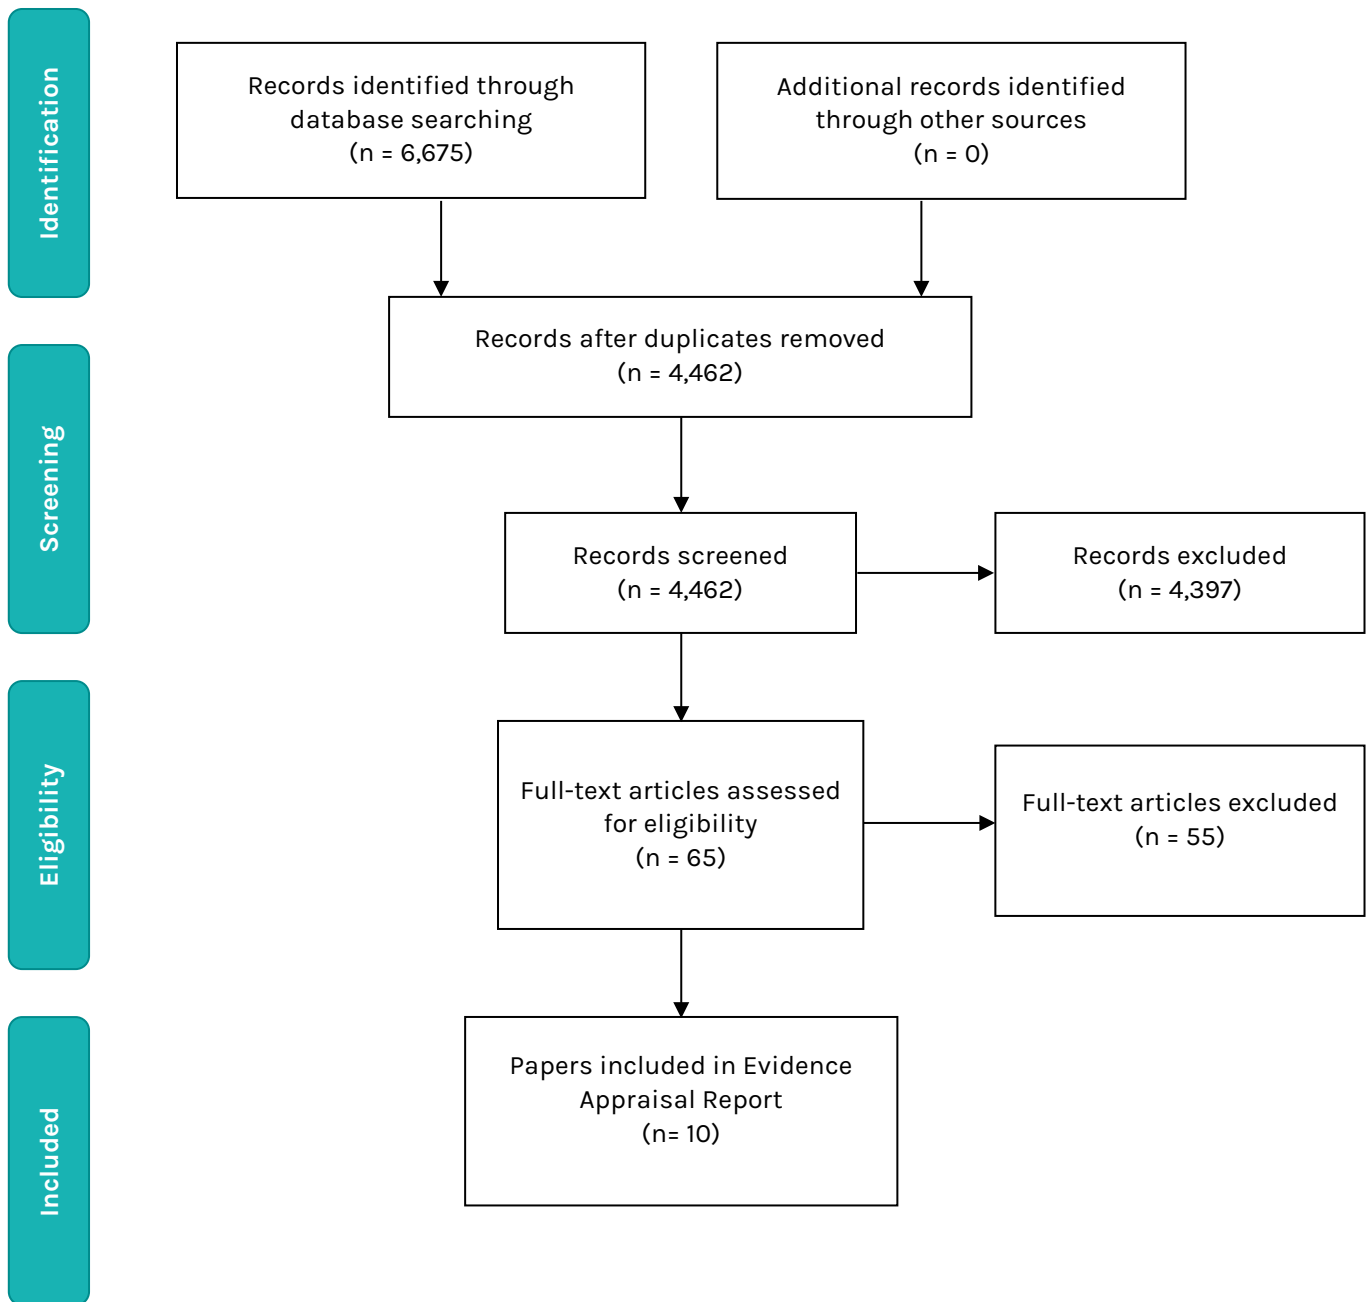 Identification
Records identified through
database searching
(n = 6,675)
Additional records identified
through other sources
(n = 0)
Records after duplicates removed
(n = 4,462)
Screening
Records screened
(n = 4,462)
Records excluded
(n = 4,397)
Eligibility
Full-text articles assessed
for eligibility
(n = 65)
Full-text articles excluded
(n = 55)
Included
Papers included in Evidence
Appraisal Report
(n= 10)